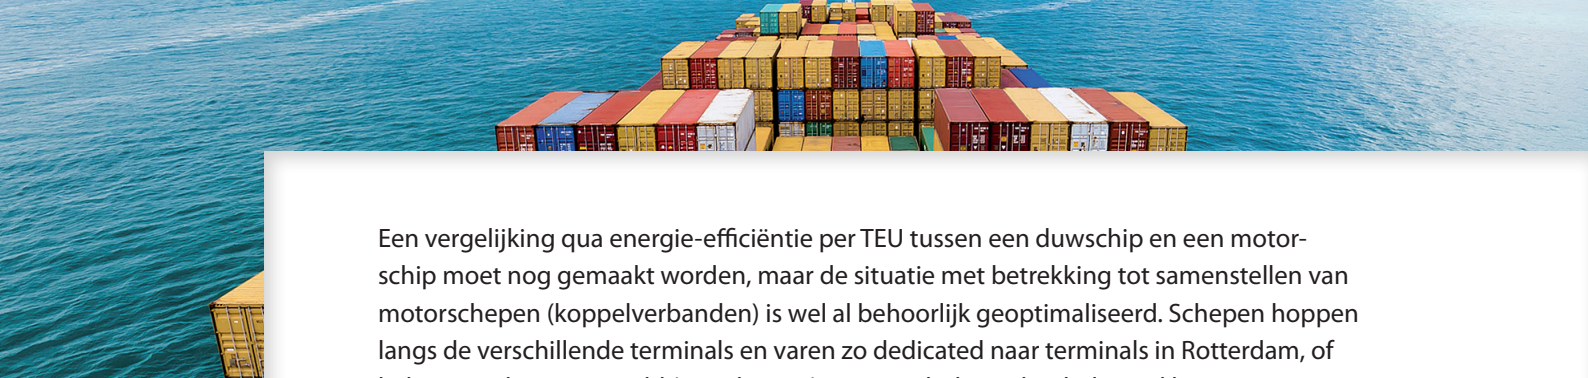 Een vergelijking qua energie-efficiëntie per TEU tussen een duwschip en een motor-
schip moet nog gemaakt worden, maar de situatie met betrekking tot samenstellen van
motorschepen (koppelverbanden) is wel al behoorlijk geoptimaliseerd. Schepen hoppen
langs de verschillende terminals en varen zo dedicated naar terminals in Rotterdam, of